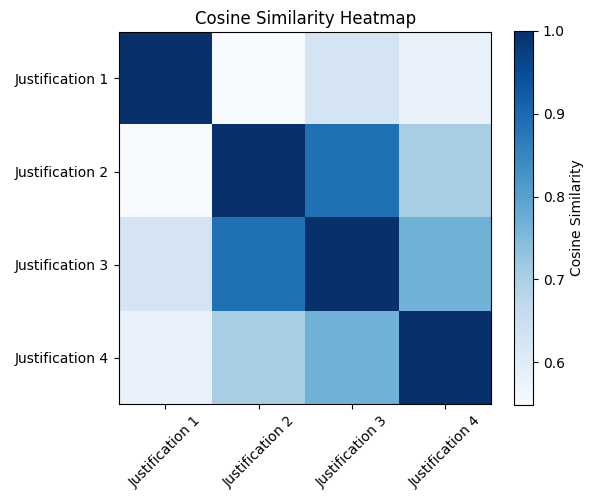 Cosine Similarity Heatmap
Justification 1
Justification 2
Justification 3
Justification 4
Justification 1
Justification 2
Justification 3
Justification 4
1.0
0.9
0.8
0.7
0.6
Cosine Similarity